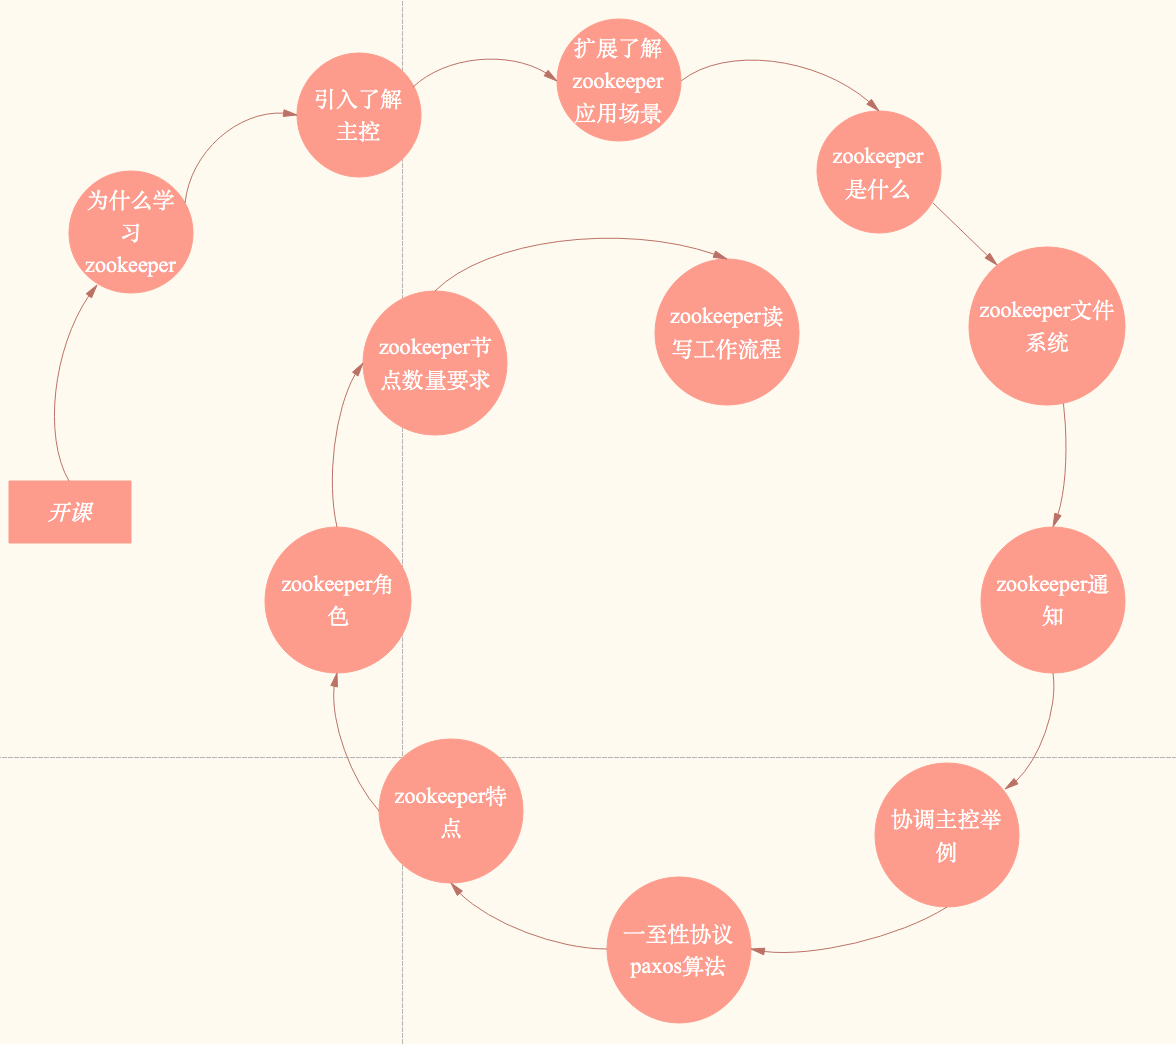 开课
为什么学
习
zookeeper
引入了解
主控
扩展了解
zookeeper
应用场景
zookeeper
是什么
zookeeper文件
系统
zookeeper通
知
协调主控举
例
一至性协议
paxos算法
zookeeper特
点
zookeeper角
色
zookeeper节
点数量要求
zookeeper读
写工作流程